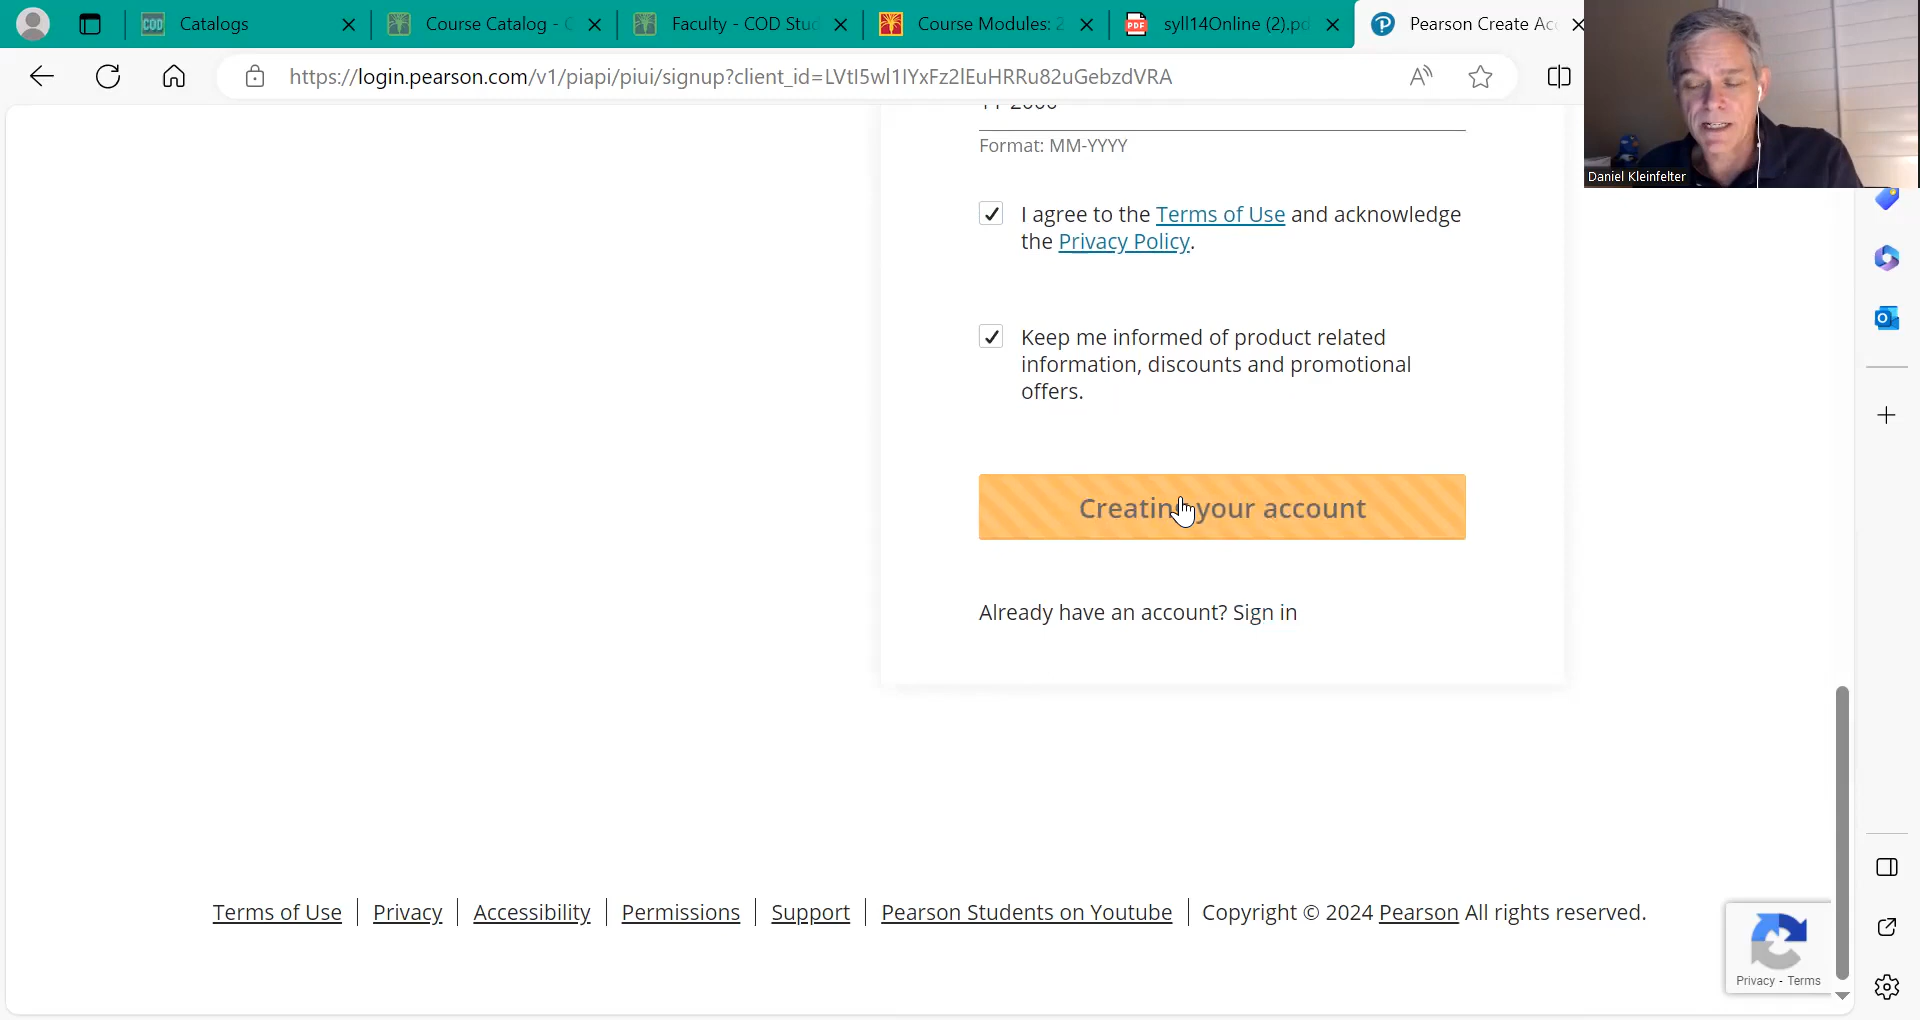 COD Catalogs
Course Catalog - C
Faculty - COD Stud
Course Modules: 2
PDF syll14Online (2).pd
Pearson Create Acc
https://login.pearson.com/v1/piapi/piui/signup?client_id=LVtI5wl1IYxFz2lEuHRRu82uGebzdVRA
Daniel Kleinfelter
Format: MM-YYYY
I agree to the Terms of Use and acknowledge
the Privacy Policy.
Keep me informed of product related
information, discounts and promotional
offers.
Creating your account
Already have an account? Sign in
Terms of Use
Privacy
Accessibility
Permissions
Support
Pearson Students on Youtube
Copyright © 2024 Pearson All rights reserved.
Privacy - Terms